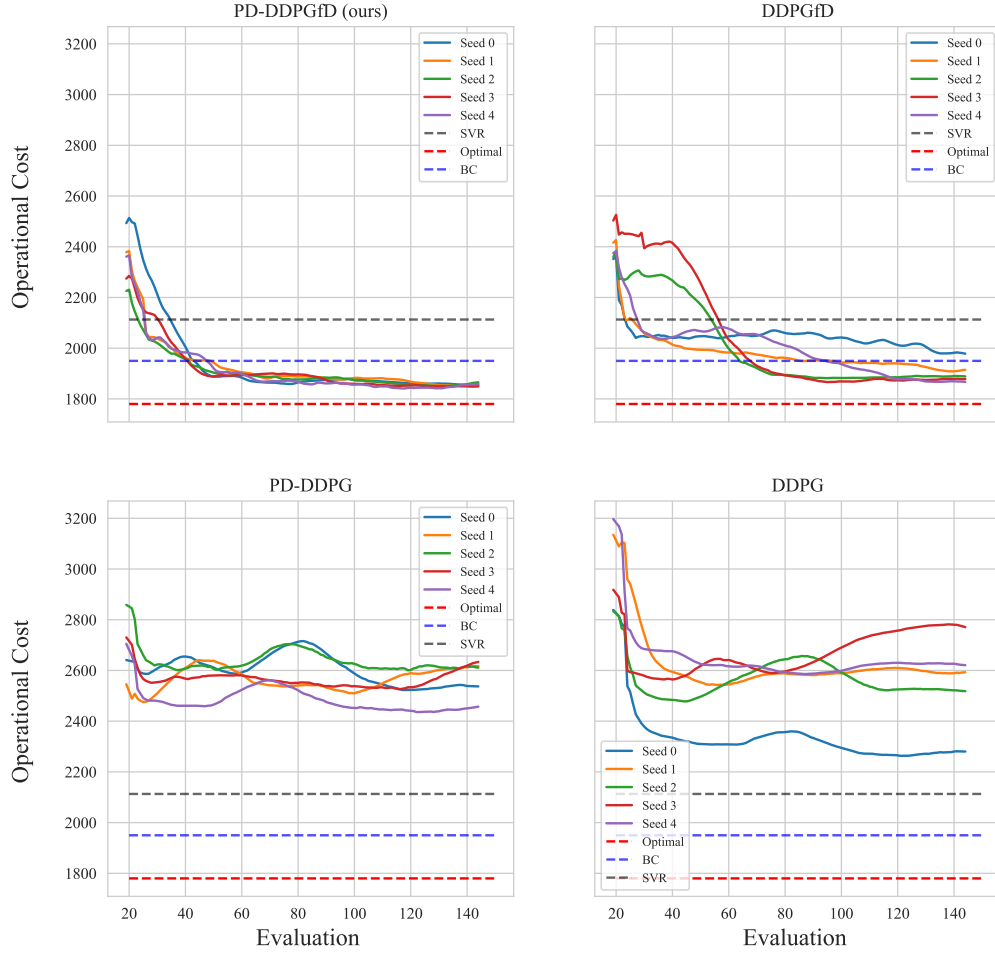 PD-DDPGfD (ours)
3200
3000
2800
2600
2400
2200
2000
1800
Operational Cost
Seed 0
Seed 1
Seed 2
Seed 3
Seed 4
SVR
Optimal
BC
DDPGfD
Seed 0
Seed 1
Seed 2
Seed 3
Seed 4
SVR
Optimal
BC
PD-DDPG
3200
3000
2800
2600
2400
2200
2000
1800
Operational Cost
Seed 0
Seed 1
Seed 2
Seed 3
Seed 4
Optimal
BC
SVR
20 40 60 80 100 120 140
Evaluation
DDPG
Seed 0
Seed 1
Seed 2
Seed 3
Seed 4
Optimal
BC
SVR
20 40 60 80 100 120 140
Evaluation